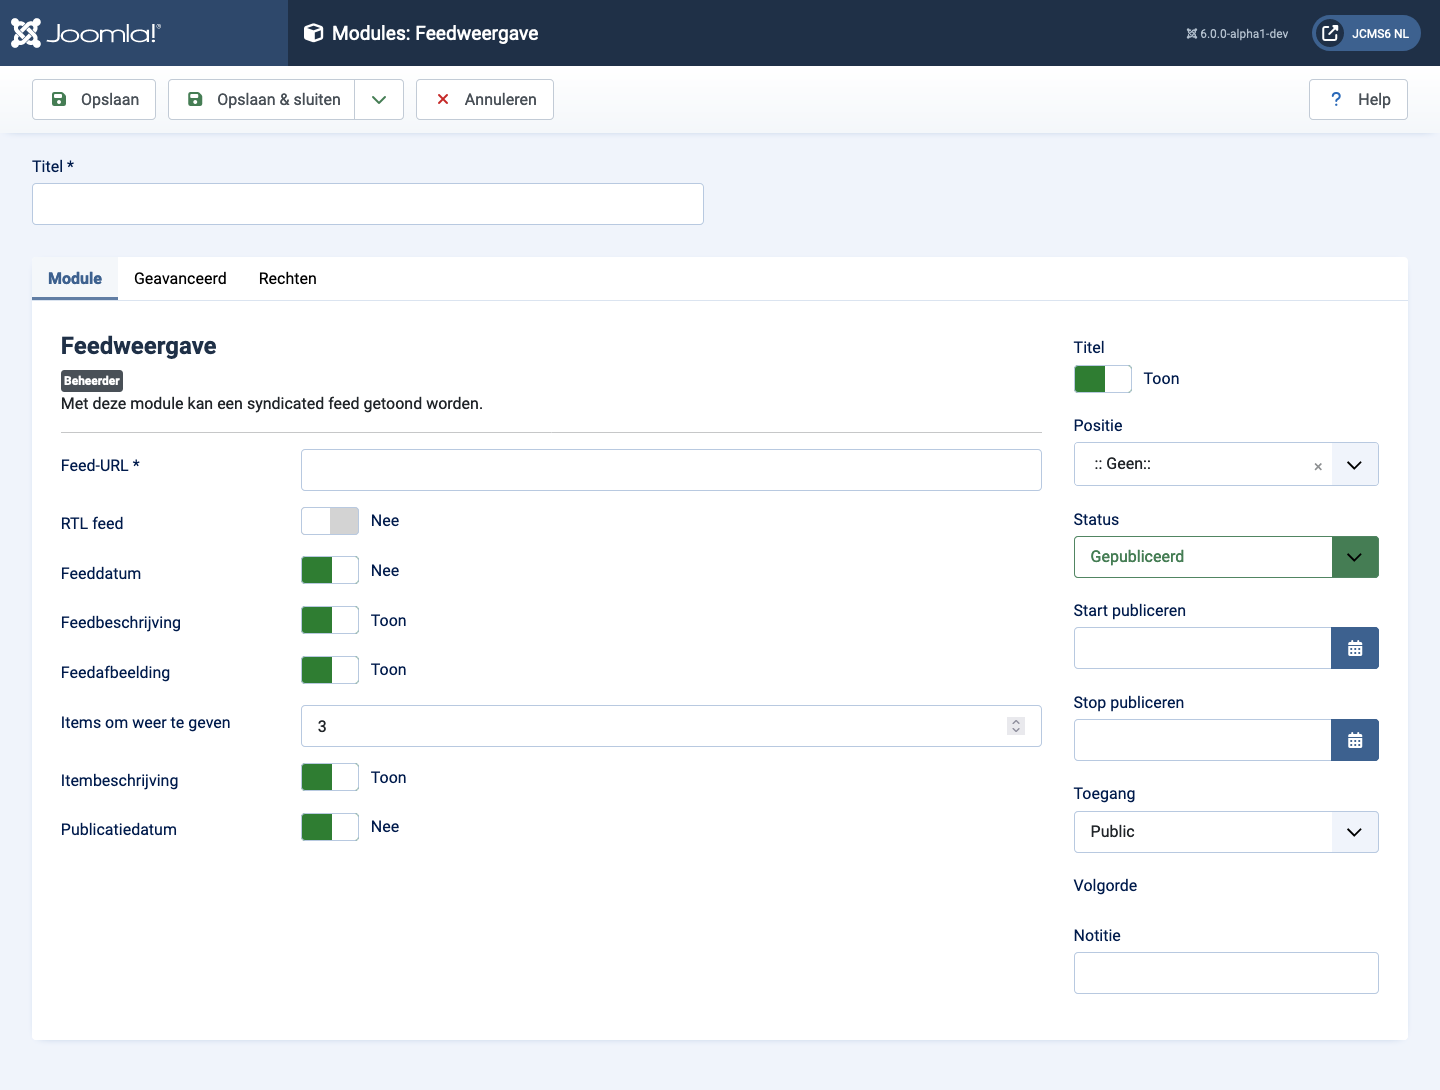 Joomla!®
Modules: Feedweergave
6.0.0-alpha1-dev
JCMS6 NL
Opslaan
Opslaan & sluiten
Annuleren
? Help
Titel *
Module
Geavanceerd
Rechten
Feedweergave
Beheerder
Met deze module kan een syndicated feed getoond worden.
Feed-URL *
RTL feed
Nee
Feeddatum
Nee
Feedbeschrijving
Toon
Feedafbeelding
Toon
Items om weer te geven
3
Itembeschrijving
Toon
Publicatiedatum
Nee
Titel
Toon
Positie
:: Geen::
×
Status
Gepubliceerd
Start publiceren
Stop publiceren
Toegang
Public
Volgorde
Notitie